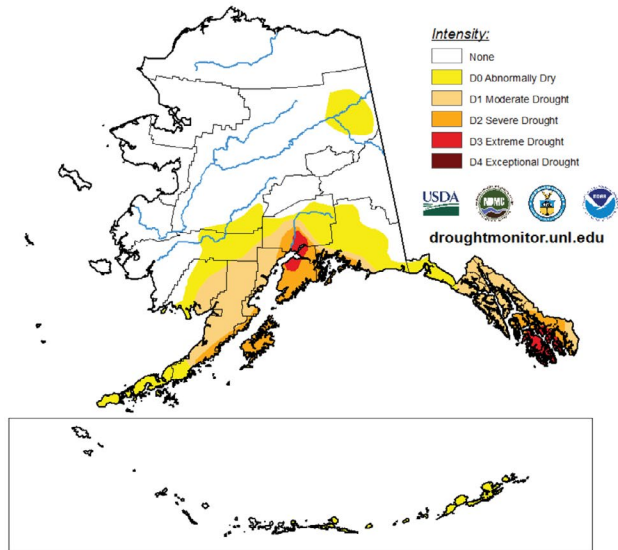 Intensity:
None
D0 Abnormally Dry
D1 Moderate Drought
D2 Severe Drought
D3 Extreme Drought
D4 Exceptional Drought
USDA
NDMC
droughtmonitor.unl.edu